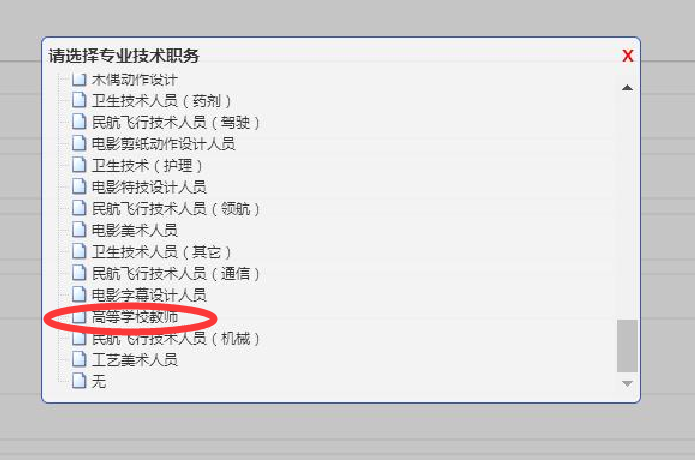 请选择专业技术职务
X
木偶动作设计
卫生技术人员（药剂）
民航飞行技术人员（驾驶）
电影剪纸动作设计人员
卫生技术（护理）
电影特技设计人员
民航飞行技术人员（领航）
电影美术人员
卫生技术人员（其它）
民航飞行技术人员（通信）
电影字幕设计人员
高等学校教师
民航飞行技术人员（机械）
工艺美术人员
无